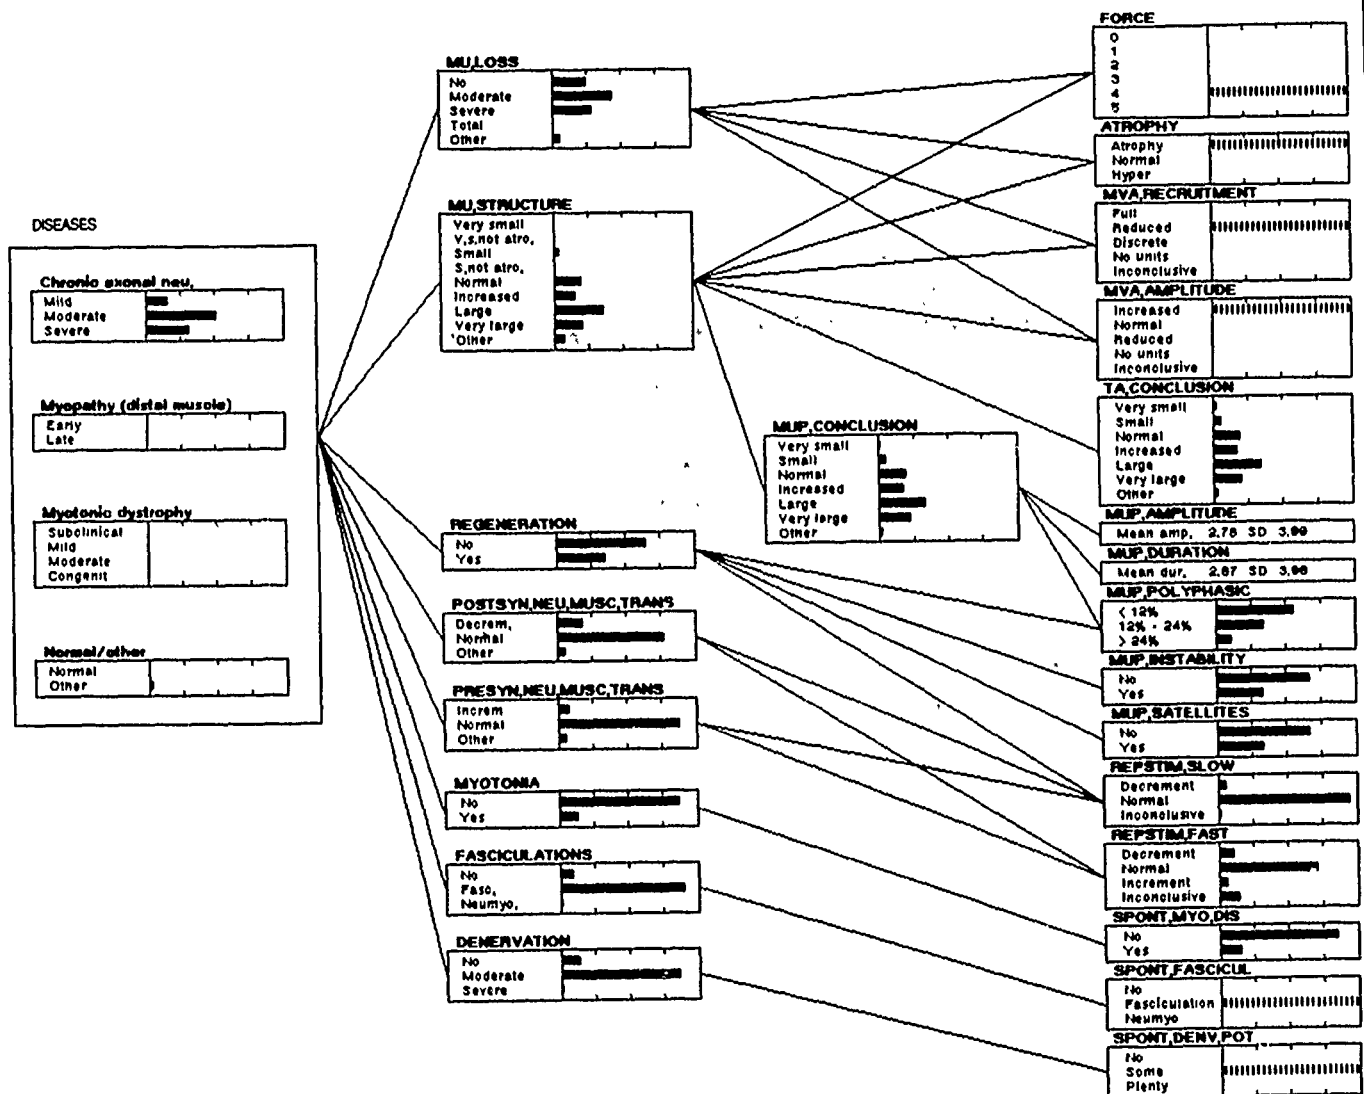 DISEASES
Chronic axonal neu,
Mild
Moderate
Severe
Myopathy (distal muscle)
Early
Late
Myotonic dystrophy
Subclinical
Mild
Moderate
Congenit
Normal/other
Normal
Other
MU,LOSS
No
Moderate
Severe
Total
Other
MU,STRUCTURE
Very small
V,s,not atro,
Small
S,not atro,
Normal
Increased
Large
Very large
Other
REGENERATION
No
Yes
POSTSYN,NEU,MUSC,TRANS
Decrem,
Normal
Other
PRESYN,NEU,MUSC,TRANS
Increm
Normal
Other
MYOTONIA
No
Yes
FASCICULATIONS
No
Fasc,
Neumyo,
DENERVATION
No
Moderate
Severe
MUP,CONCLUSION
Very small
Small
Normal
Increased
Large
Very large
Other
FORCE
0
1
2
3
4
5
ATROPHY
Atrophy
Normal
Hyper
MVA,RECRUITMENT
Full
Reduced
Discrete
No units
Inconclusive
MVA,AMPLITUDE
Increased
Normal
Reduced
No units
Inconclusive
TA,CONCLUSION
Very small
Small
Normal
Increased
Large
Very large
Other
MUP,AMPLITUDE
Mean amp, 2,78 SD 3,99
MUP,DURATION
Mean dur, 2,87 SD 3,98
MUP,POLYPHASIC
< 12%
12% - 24%
> 24%
MUP,INSTABILITY
No
Yes
MUP,SATELLITES
No
Yes
REPSTIM,SLOW
Decrement
Normal
Inconclusive
REPSTIM,FAST
Decrement
Normal
Increment
Inconclusive
SPONT,MYO,DIS
No
Yes
SPONT,FASCICUL
No
Fasciculation
Neumyo
SPONT,DENV,POT
No
Some
Plenty